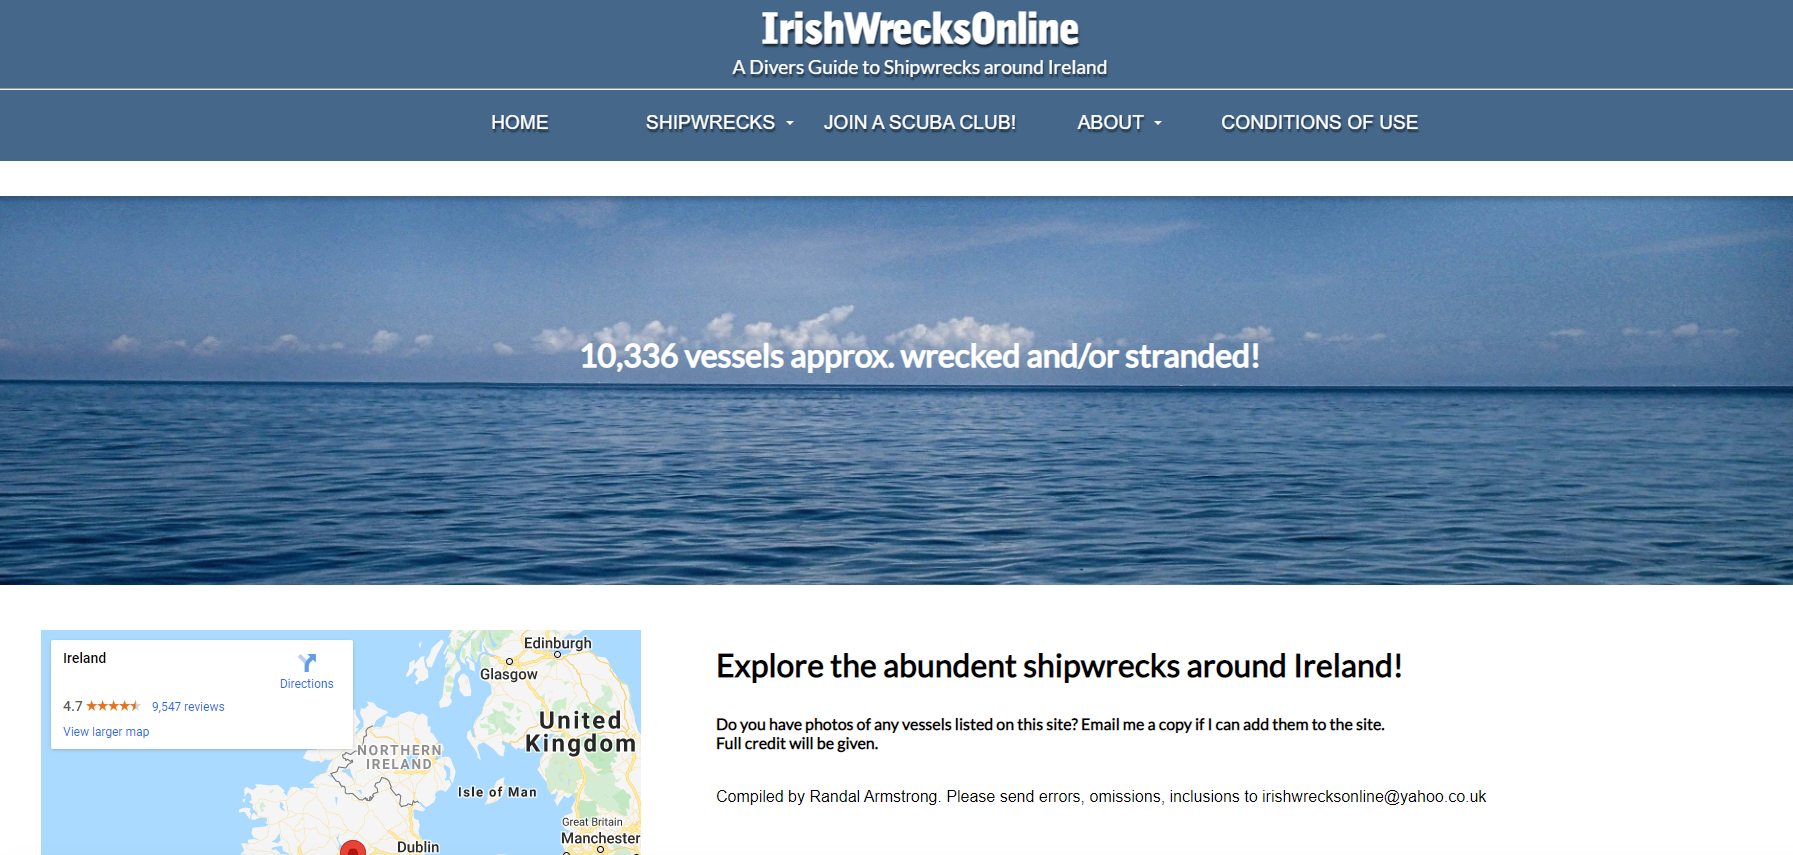 IrishWrecksOnline
A Divers Guide to Shipwrecks around Ireland
HOME SHIPWRECKS JOIN A SCUBA CLUB! ABOUT CONDITIONS OF USE
10,336 vessels approx. wrecked and/or stranded!
Ireland
Directions
4.7 9,547 reviews
View larger map
Edinburgh
Glasgow
United
Kingdom
NORTHERN
IRELAND
Isle of Man
Great Britain
Manchester
Dublin
Explore the abundent shipwrecks around Ireland!
Do you have photos of any vessels listed on this site? Email me a copy if I can add them to the site.
Full credit will be given.
Compiled by Randal Armstrong. Please send errors, omissions, inclusions to irishwrecksonline@yahoo.co.uk